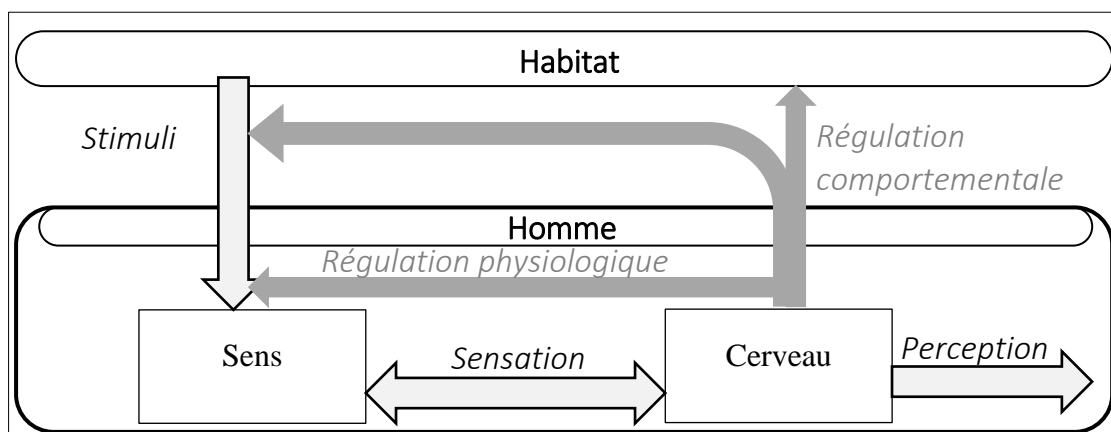 Habitat
Stimuli
Régulation
comportementale
Homme
Régulation physiologique
Sens
Sensation
Cerveau
Perception